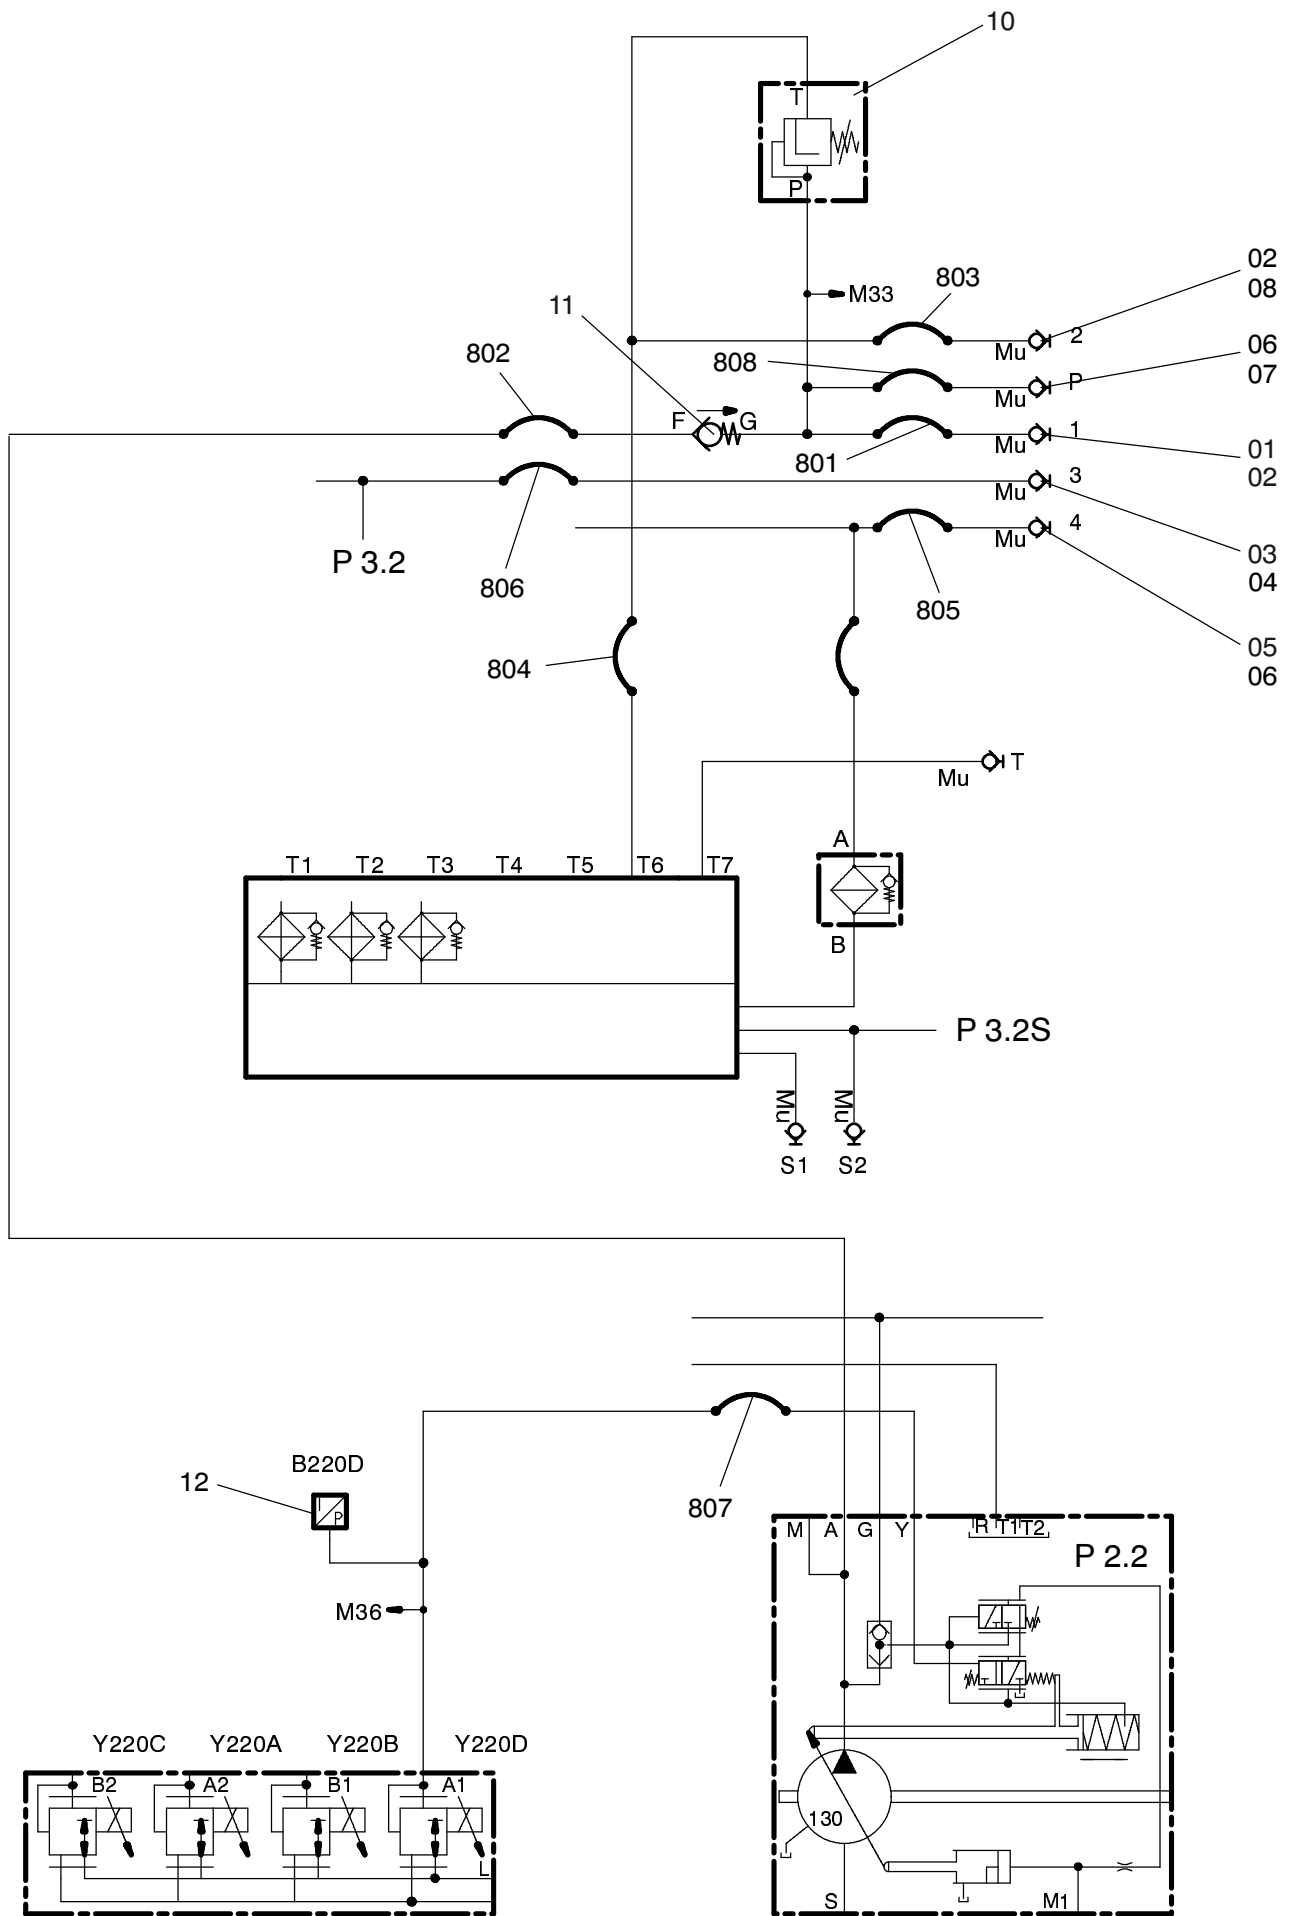 10
T
P
M33
02
08
803
11
2
Mu
802
808
06
07
P
Mu
F
G
1
801
Mu
01
02
3
Mu
4
P 3.2
806
Mu
03
04
805
804
05
06
T
Mu
A
T1
T2
T3
T4
T5
T6
T7
B
P 3.2S
Mu
Mu
S1
S2
B220D
12
P
807
M
A
G
Y
R
T1
T2
P 2.2
M36
Y220C
Y220A
Y220B
Y220D
B2
A2
B1
A1
130
L
S
M1